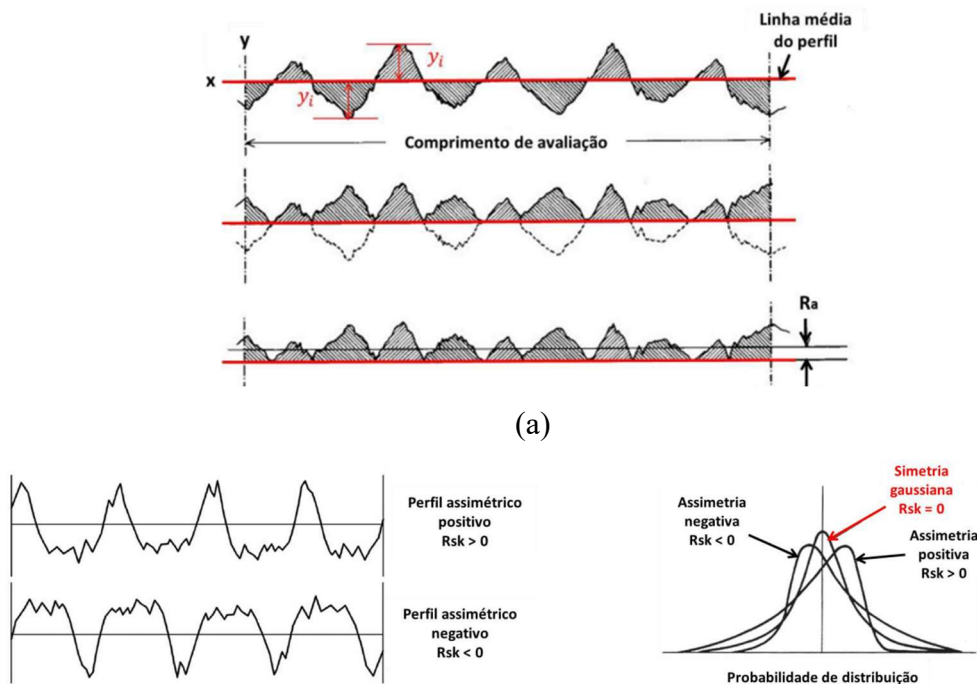 Linha média
do perfil
y
x
yᵢ
yᵢ
Comprimento de avaliação
Rₐ
(a)
Perfil assimétrico
positivo
Rsk > 0
Perfil assimétrico
negativo
Rsk < 0
Simetria
gaussiana
Rsk = 0
Assimetria
negativa
Rsk < 0
Assimetria
positiva
Rsk > 0
Probabilidade de distribuição